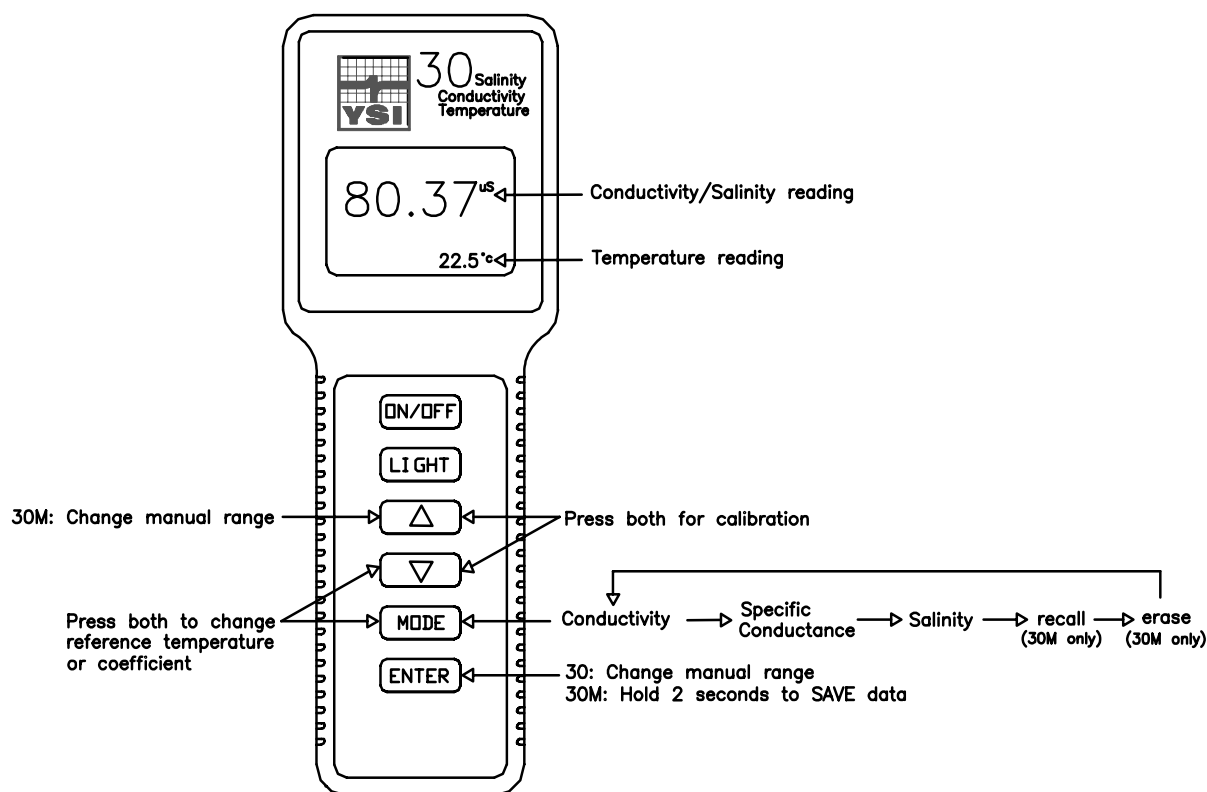 30 Salinity
Conductivity
Temperature
YSI
80.37 uS
Conductivity/Salinity reading
22.5 °c
Temperature reading
ON/OFF
LIGHT
30M: Change manual range
Press both for calibration
Press both to change
reference temperature
or coefficient
MODE
Conductivity
Specific
Conductance
Salinity
recall
(30M only)
erase
(30M only)
ENTER
30: Change manual range
30M: Hold 2 seconds to SAVE data